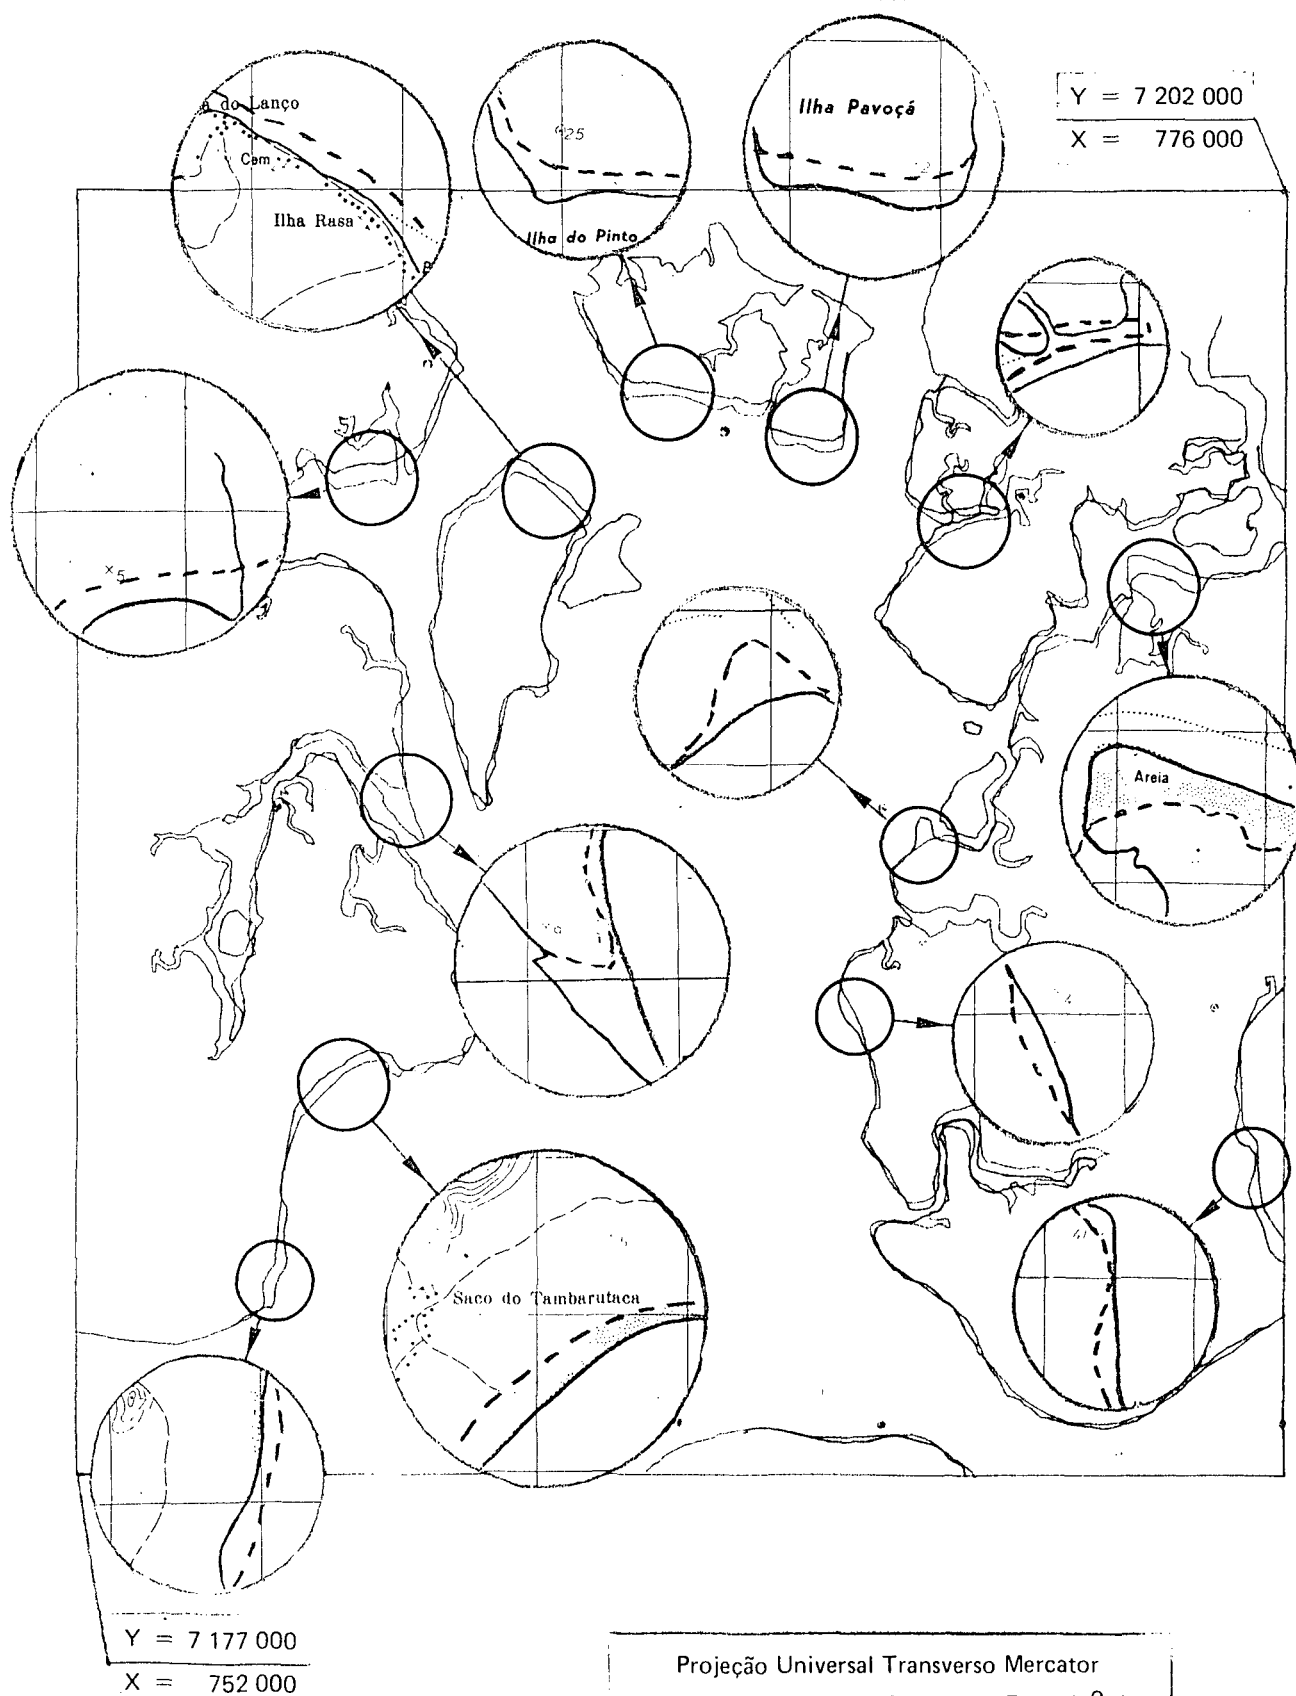 Y = 7 202 000
X = 776 000
do Lanço
Cem
Ilha Rasa
25
Ilha do Pinto
Ilha Pavoçá
×5
Areia
Saco do Tambarutaca
Y = 7 177 000
X = 752 000
Projeção Universal Transverso Mercator